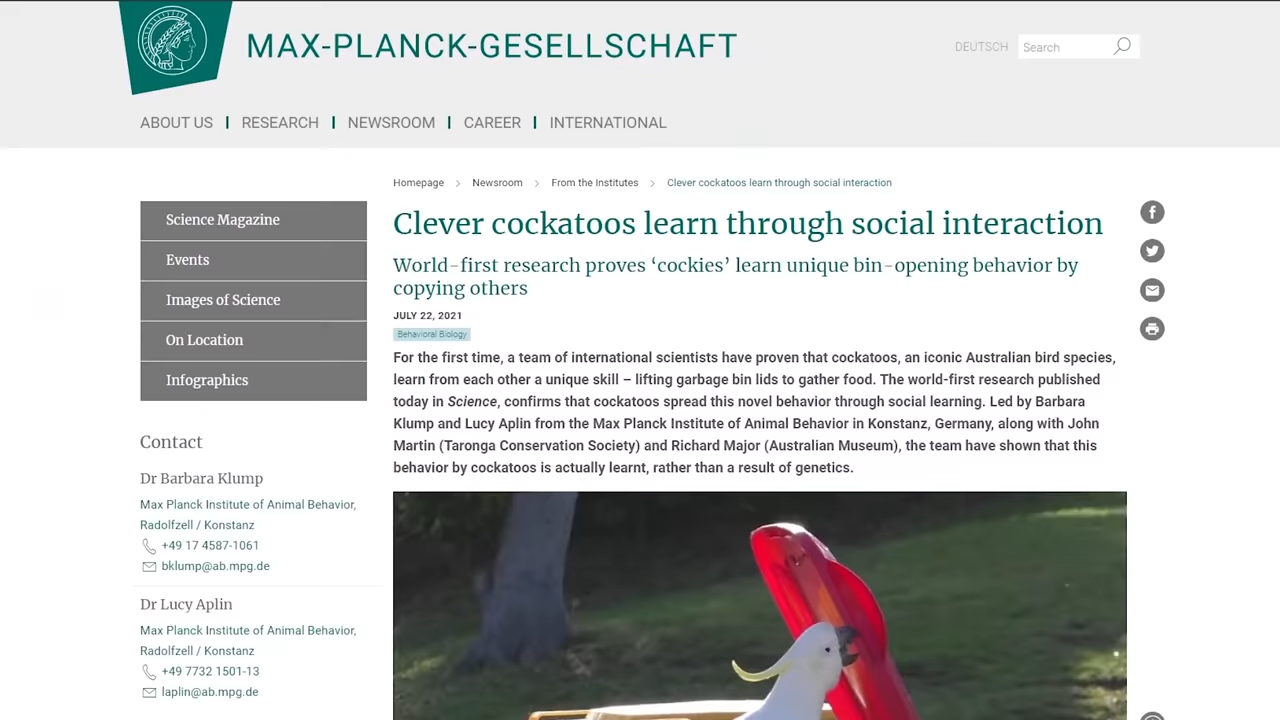 MAX-PLANCK-GESELLSCHAFT
DEUTSCH
Search
ABOUT US
RESEARCH
NEWSROOM
CAREER
INTERNATIONAL
Homepage > Newsroom > From the Institutes > Clever cockatoos learn through social interaction
Science Magazine
Events
Images of Science
On Location
Infographics
Contact
Dr Barbara Klump
Max Planck Institute of Animal Behavior,
Radolfzell / Konstanz
+49 17 4587-1061
bklump@ab.mpg.de
Dr Lucy Aplin
Max Planck Institute of Animal Behavior,
Radolfzell / Konstanz
+49 7732 1501-13
laplin@ab.mpg.de
Clever cockatoos learn through social interaction
World-first research proves ‘cockies’ learn unique bin-opening behavior by
copying others
JULY 22, 2021
Behavioral Biology
For the first time, a team of international scientists have proven that cockatoos, an iconic Australian bird species,
learn from each other a unique skill – lifting garbage bin lids to gather food. The world-first research published
today in Science, confirms that cockatoos spread this novel behavior through social learning. Led by Barbara
Klump and Lucy Aplin from the Max Planck Institute of Animal Behavior in Konstanz, Germany, along with John
Martin (Taronga Conservation Society) and Richard Major (Australian Museum), the team have shown that this
behavior by cockatoos is actually learnt, rather than a result of genetics.